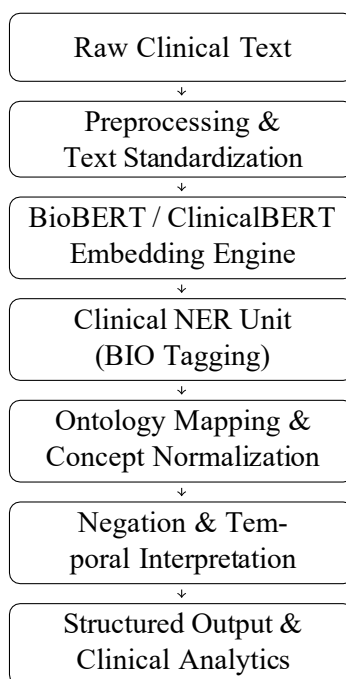 Raw Clinical Text
Preprocessing &
Text Standardization
BioBERT / ClinicalBERT
Embedding Engine
Clinical NER Unit
(BIO Tagging)
Ontology Mapping &
Concept Normalization
Negation & Tem-
poral Interpretation
Structured Output &
Clinical Analytics